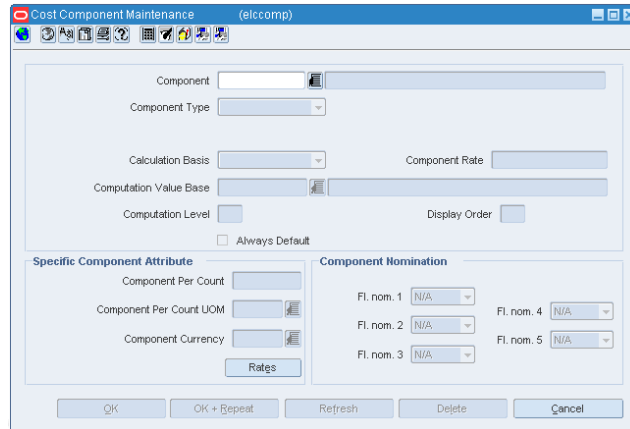 Cost Component Maintenance (elccomp)
Component
Component Type
Calculation Basis Component Rate
Computation Value Base
Computation Level Display Order
Always Default
Specific Component Attribute Component Nomination
Component Per Count
Fl. nom. 1 N/A
Component Per Count UOM Fl. nom. 4 N/A
Fl. nom. 2 N/A
Component Currency Fl. nom. 5 N/A
Fl. nom. 3 N/A
Rates
OK OK + Repeat Refresh Delete Cancel